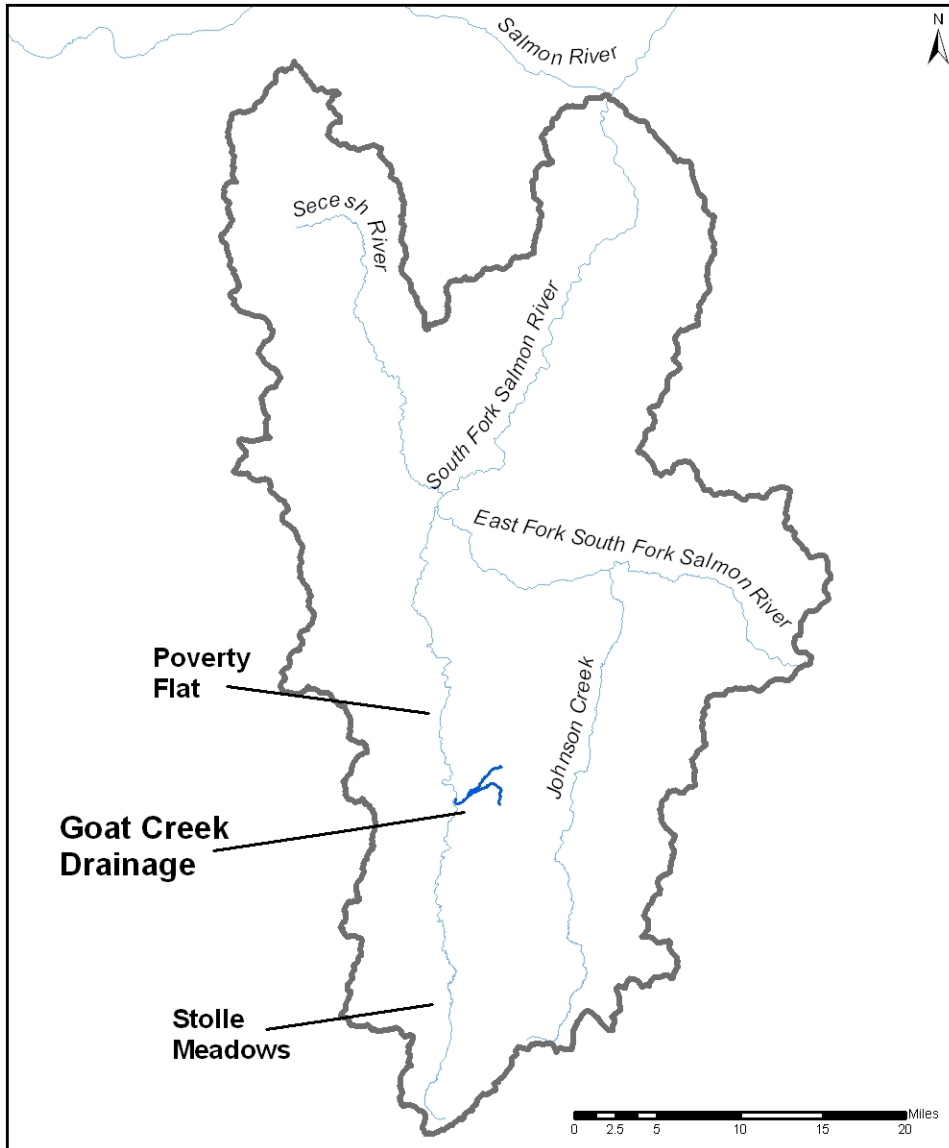 N
Salmon River
Secesh River
South Fork Salmon River
East Fork South Fork Salmon River
Poverty
Flat
Johnson Creek
Goat Creek
Drainage
Stolle
Meadows
Miles
0 2.5 5 10 15 20